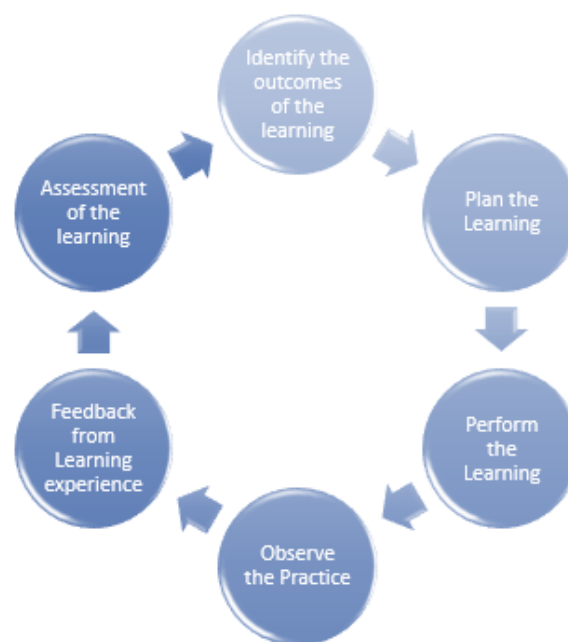 Identify the
outcomes
of the
learning
Plan the
Learning
Perform
the
Learning
Observe
the Practice
Feedback
from
Learning
experience
Assessment
of the
learning